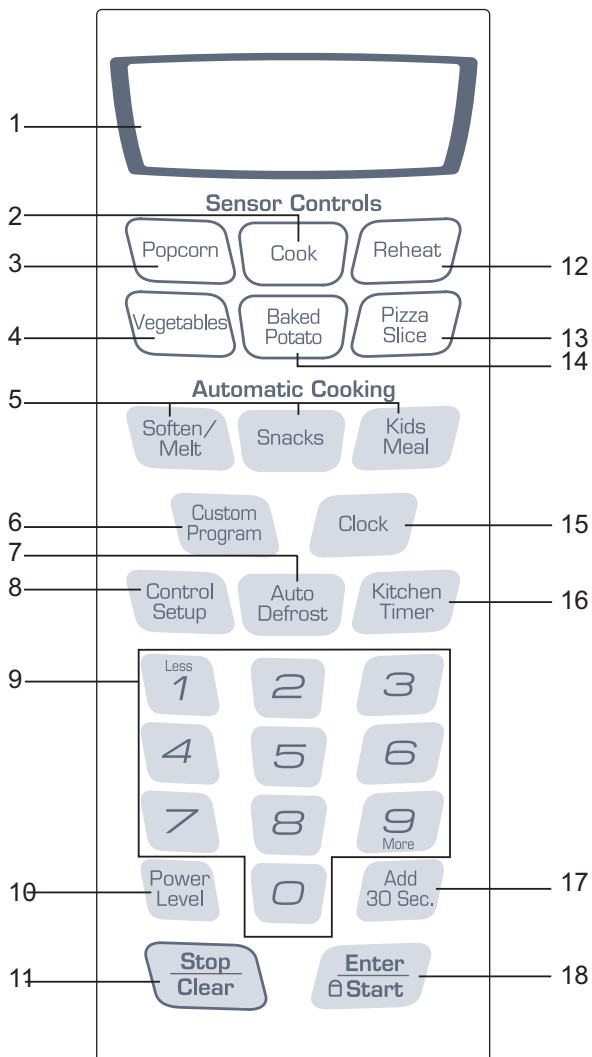 1
Sensor Controls
2
Popcorn
Cook
Reheat
3
12
Vegetables
Baked
Potato
Pizza
Slice
4
13
14
Automatic Cooking
5
Soften/
Melt
Snacks
Kids
Meal
6
Custom
Program
Clock
15
7
8
Control
Setup
Auto
Defrost
Kitchen
Timer
16
9
Less
1
2
3
4
5
6
7
8
9
More
10
Power
Level
0
Add
30 Sec.
17
11
Stop
Clear
Enter
Start
18